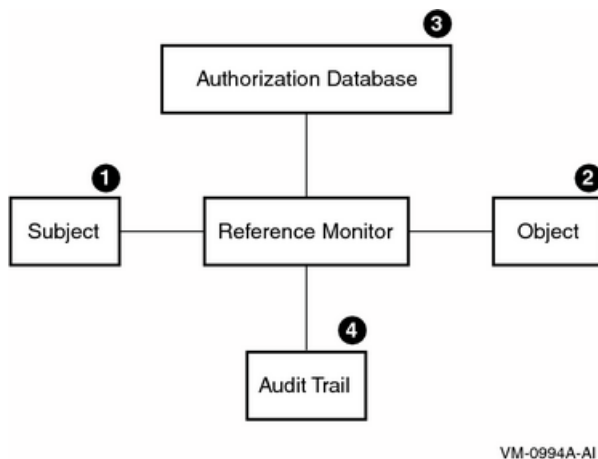 3
Authorization Database
1
2
Subject
Reference Monitor
Object
4
Audit Trail
VM-0994A-AI